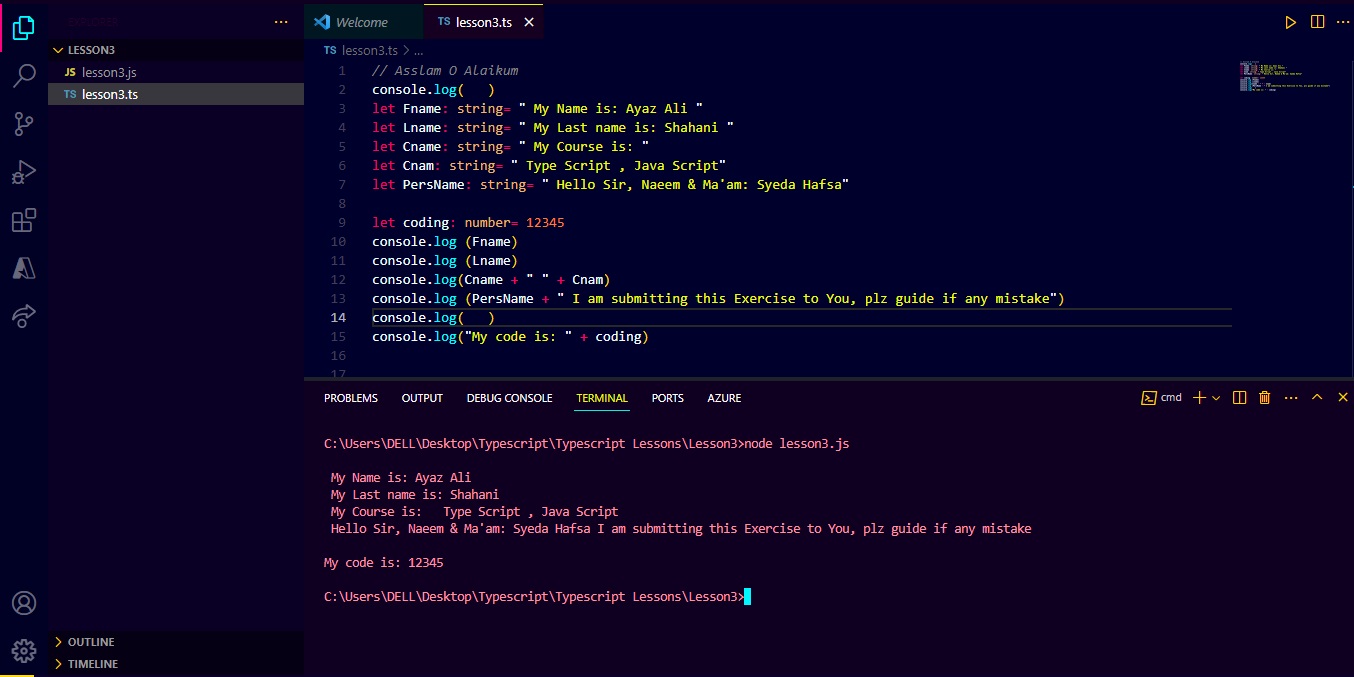 EXPLORER
...
Welcome
TS lesson3.ts
LESSON3
JS lesson3.js
TS lesson3.ts
TS lesson3.ts > ...
1 // Asslam O Alaikum
2 console.log(   )
3 let Fname: string= " My Name is: Ayaz Ali "
4 let Lname: string= " My Last name is: Shahani "
5 let Cname: string= " My Course is: "
6 let Cnam: string= " Type Script , Java Script"
7 let PersName: string= " Hello Sir, Naeem & Ma'am: Syeda Hafsa"
8
9 let coding: number= 12345
10 console.log (Fname)
11 console.log (Lname)
12 console.log(Cname + " " + Cnam)
13 console.log (PersName + " I am submitting this Exercise to You, plz guide if any mistake")
14 console.log(   )
15 console.log("My code is: " + coding)
16
17
PROBLEMS OUTPUT DEBUG CONSOLE TERMINAL PORTS AZURE
cmd
C:\Users\DELL\Desktop\Typescript\Typescript Lessons\Lesson3>node lesson3.js
My Name is: Ayaz Ali
My Last name is: Shahani
My Course is:   Type Script , Java Script
Hello Sir, Naeem & Ma'am: Syeda Hafsa I am submitting this Exercise to You, plz guide if any mistake
My code is: 12345
C:\Users\DELL\Desktop\Typescript\Typescript Lessons\Lesson3>
OUTLINE
TIMELINE